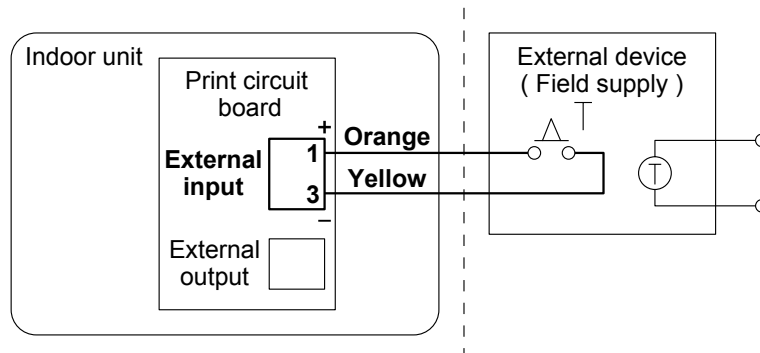 Indoor unit
Print circuit
board
External
input
+
1
3
−
Orange
Yellow
External
output
External device
( Field supply )
T
T